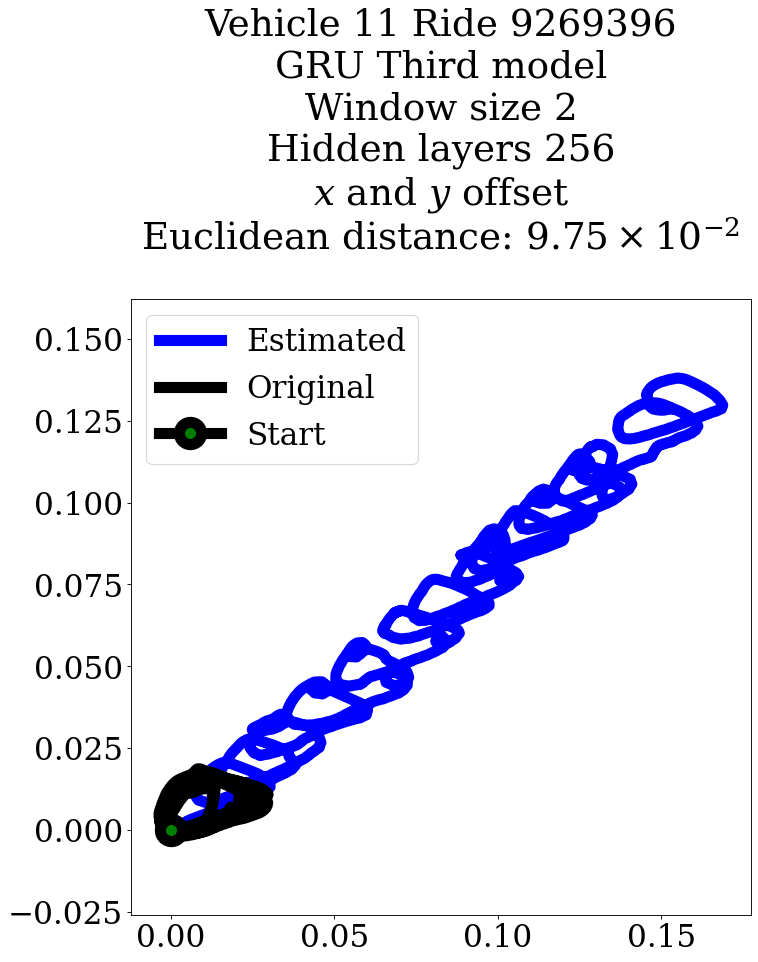 Vehicle 11 Ride 9269396
GRU Third model
Window size 2
Hidden layers 256
x and y offset
Euclidean distance: 9.75 × 10⁻²
Estimated
Original
Start
0.150
0.125
0.100
0.075
0.050
0.025
0.000
−0.025
0.00 0.05 0.10 0.15